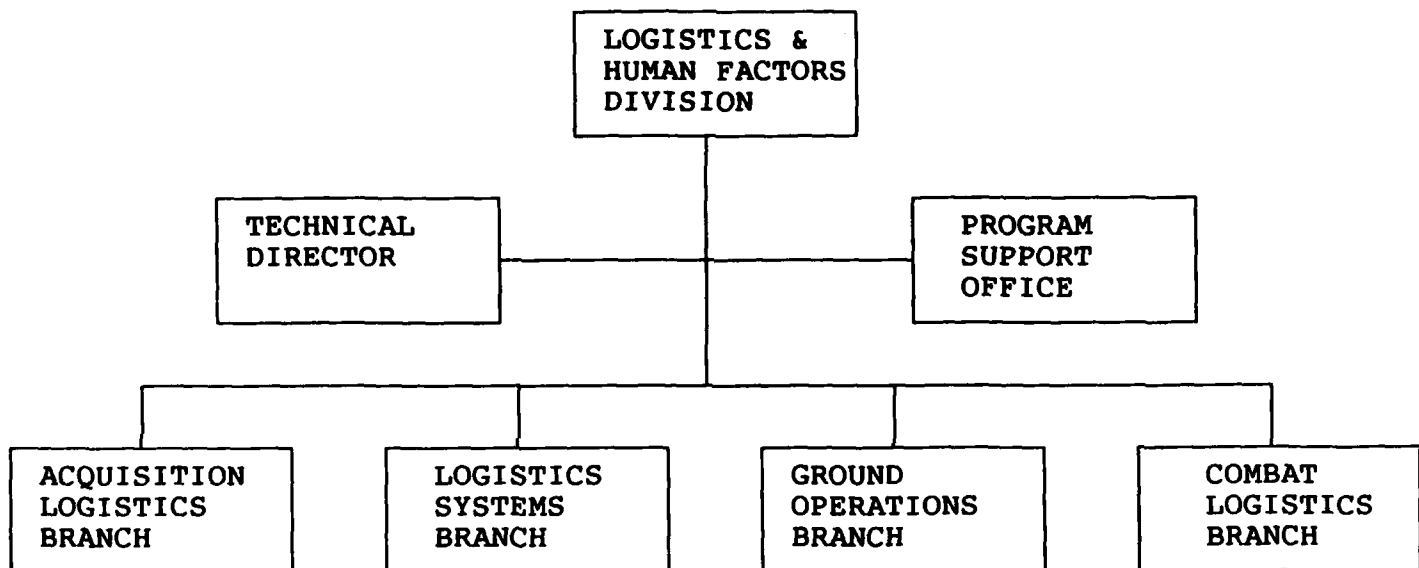 LOGISTICS &
HUMAN FACTORS
DIVISION
TECHNICAL
DIRECTOR
PROGRAM
SUPPORT
OFFICE
ACQUISITION
LOGISTICS
BRANCH
LOGISTICS
SYSTEMS
BRANCH
GROUND
OPERATIONS
BRANCH
COMBAT
LOGISTICS
BRANCH